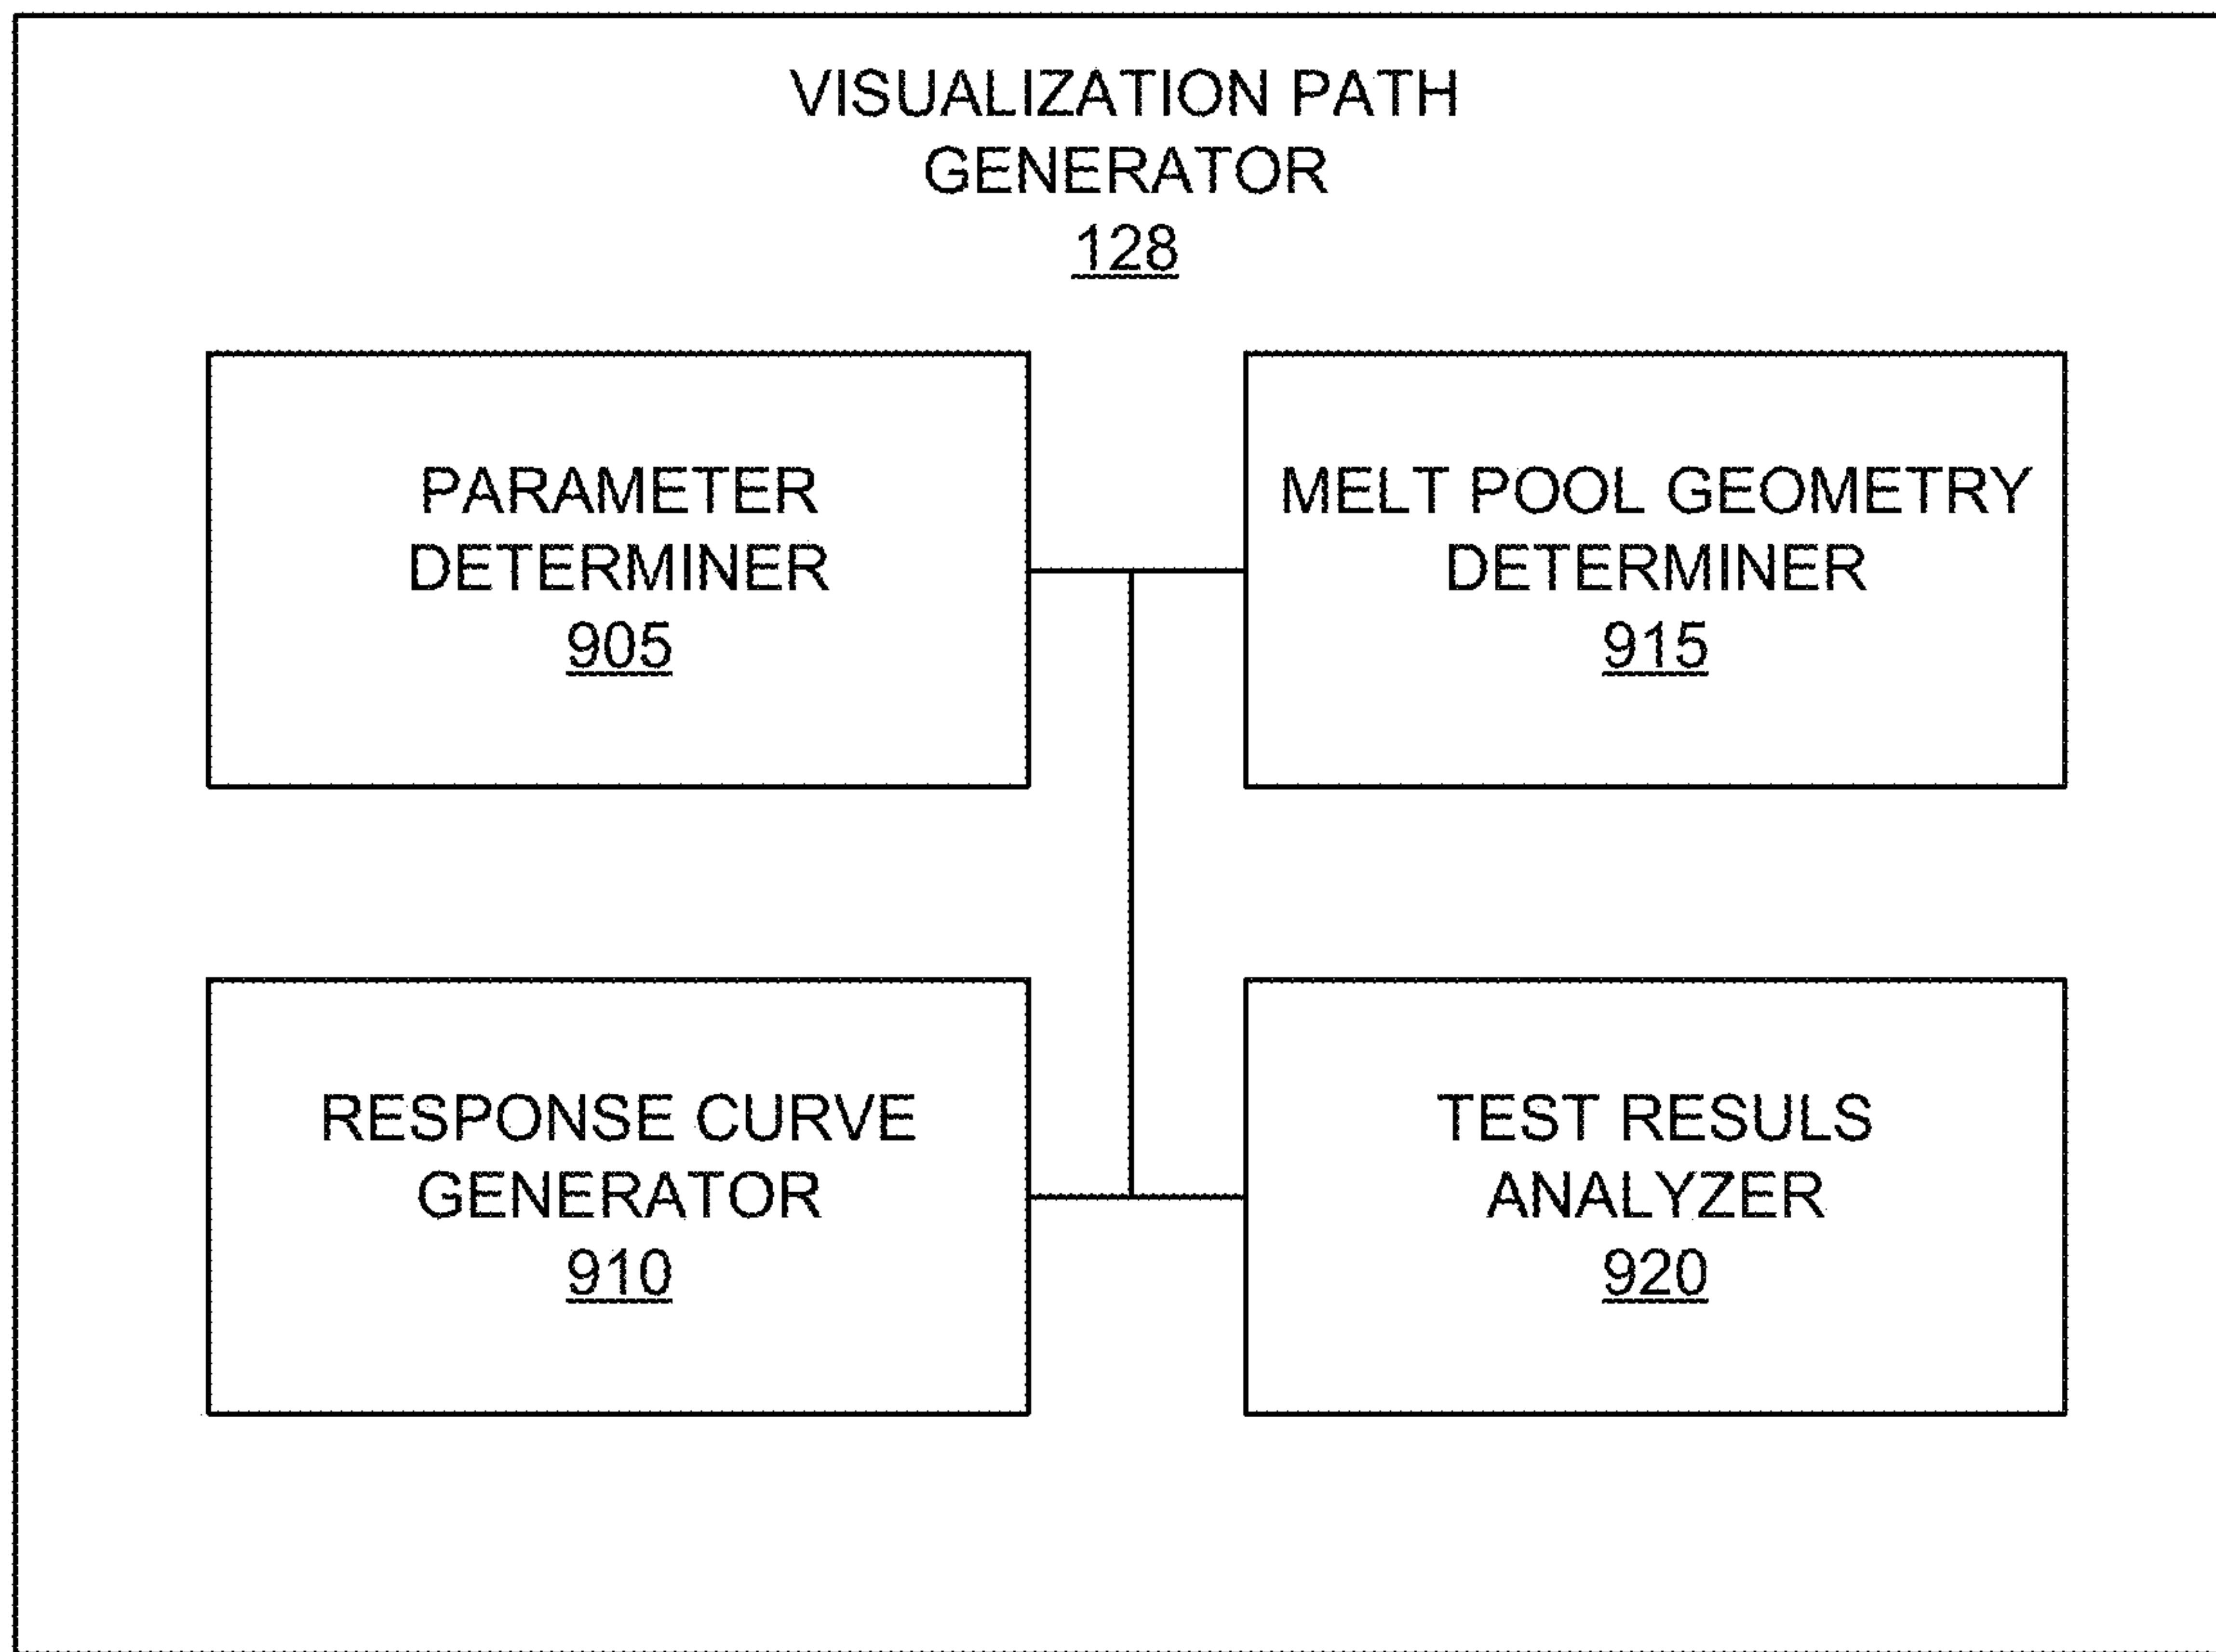 VISUALIZATION PATH
GENERATOR
128
PARAMETER
DETERMINER
905
MELT POOL GEOMETRY
DETERMINER
915
RESPONSE CURVE
GENERATOR
910
TEST RESULS
ANALYZER
920